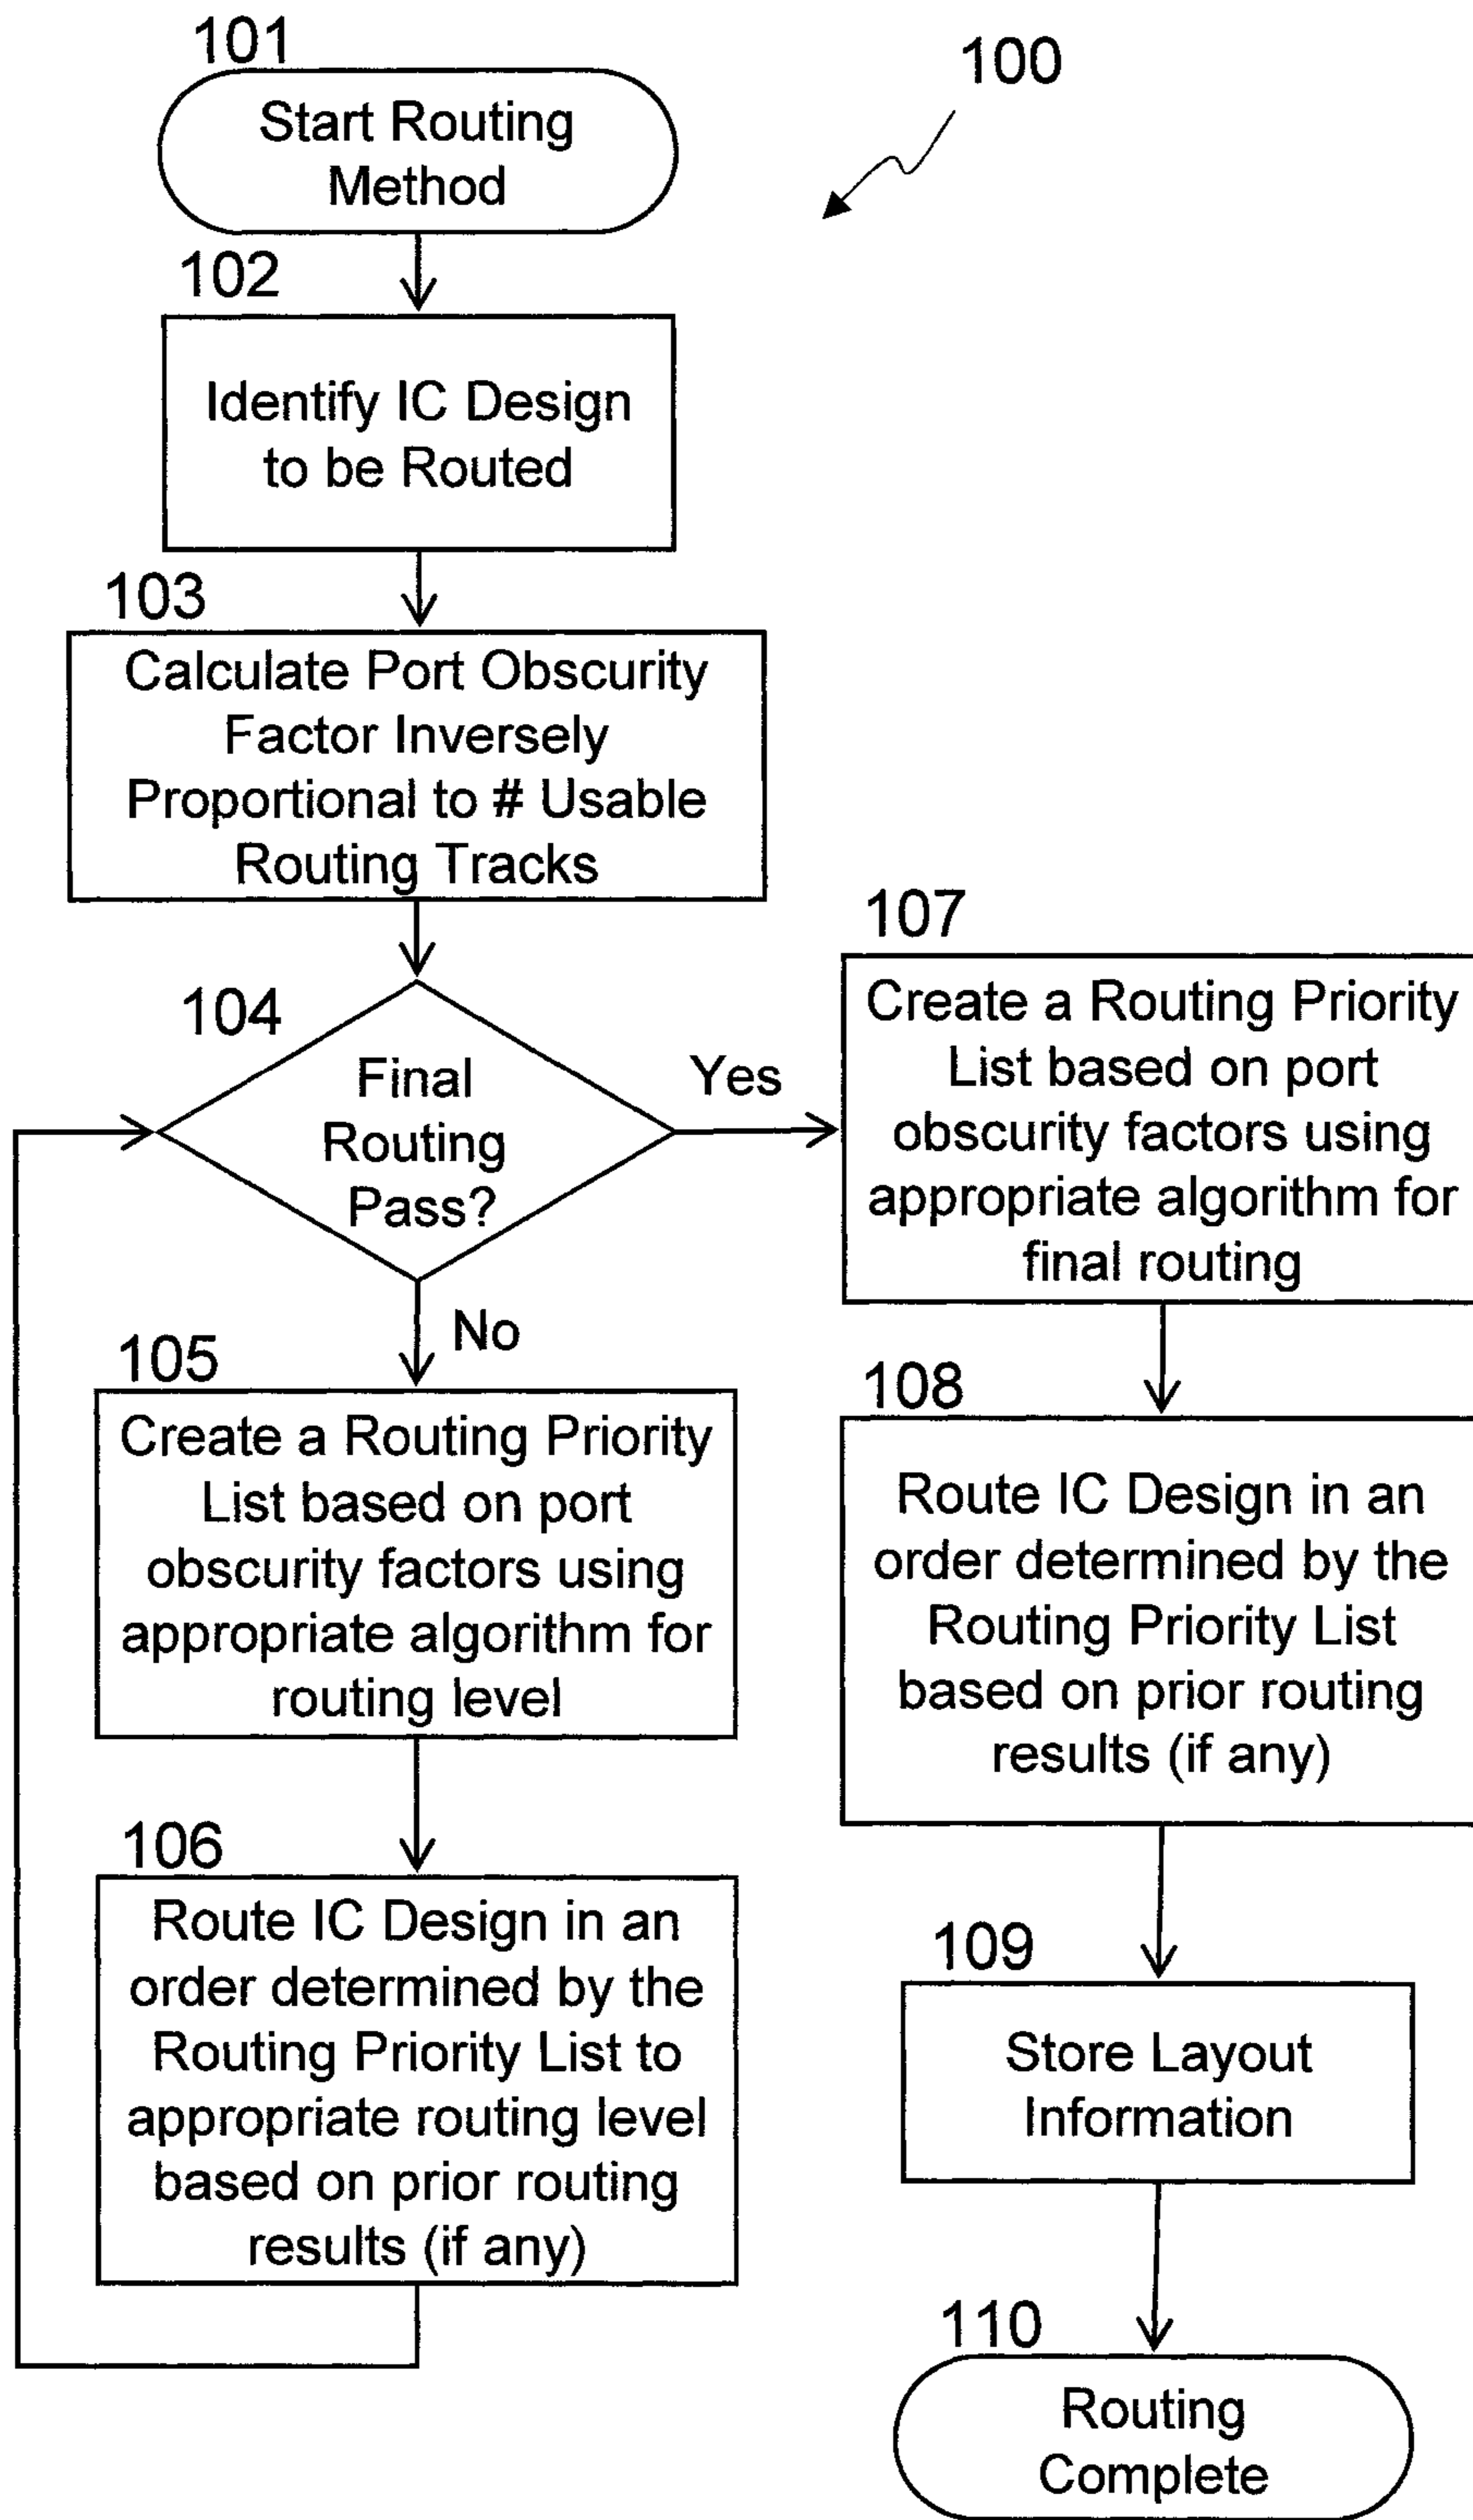 101
100
Start Routing
Method
102
Identify IC Design
to be Routed
103
Calculate Port Obscurity
Factor Inversely
Proportional to # Usable
Routing Tracks
104
Final
Routing
Pass?
Yes
No
105
Create a Routing Priority
List based on port
obscurity factors using
appropriate algorithm for
routing level
106
Route IC Design in an
order determined by the
Routing Priority List to
appropriate routing level
based on prior routing
results (if any)
107
Create a Routing Priority
List based on port
obscurity factors using
appropriate algorithm for
final routing
108
Route IC Design in an
order determined by the
Routing Priority List
based on prior routing
results (if any)
109
Store Layout
Information
110
Routing
Complete